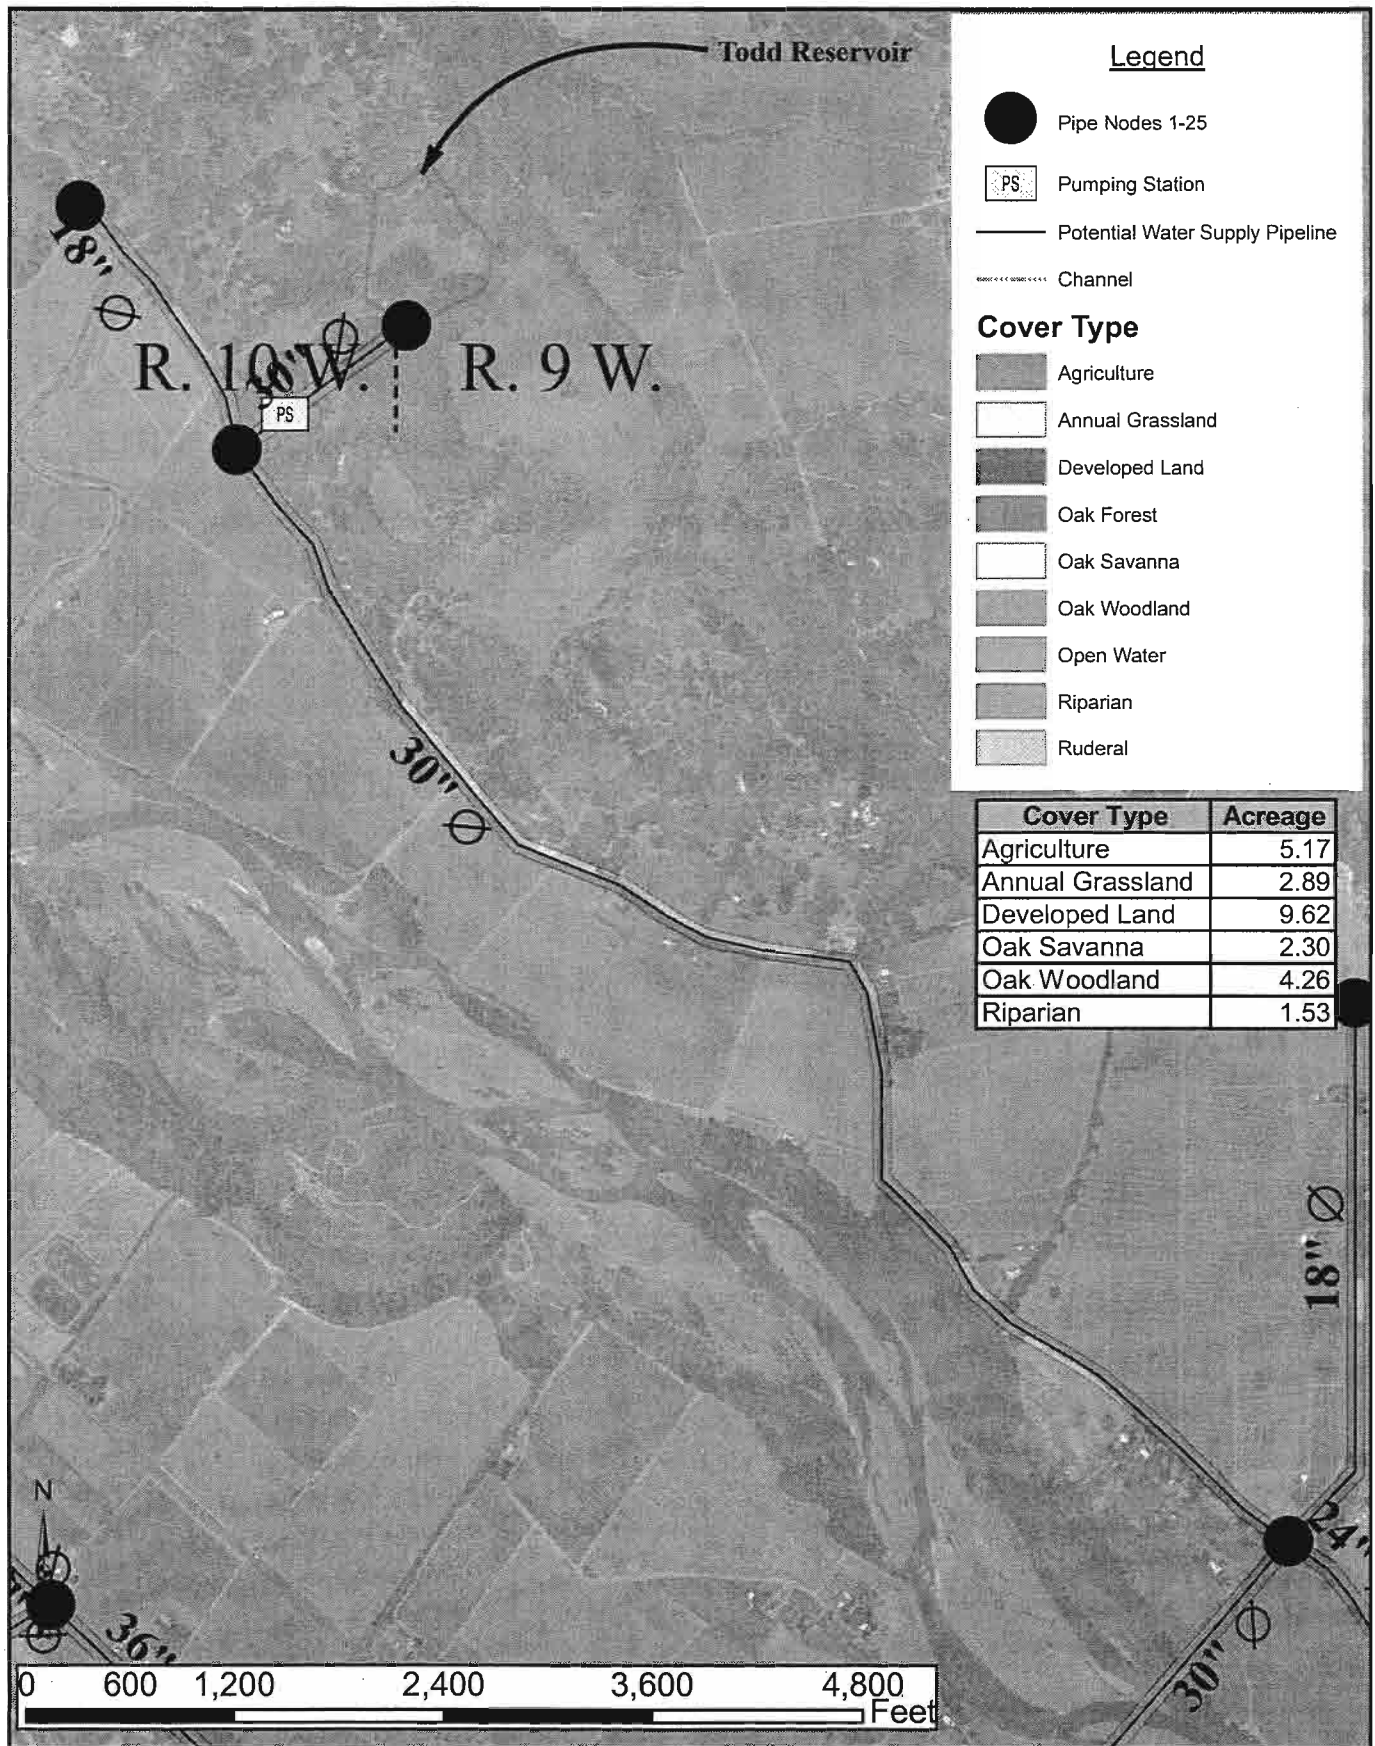 Todd Reservoir
Legend
Pipe Nodes 1-25
PS
Pumping Station
Potential Water Supply Pipeline
Channel
Cover Type
Agriculture
Annual Grassland
Developed Land
Oak Forest
Oak Savanna
Oak Woodland
Open Water
Riparian
Ruderal
18" Ø
R. 10 W.
R. 9 W.
PS
30" Ø
Cover Type Acreage
Agriculture 5.17
Annual Grassland 2.89
Developed Land 9.62
Oak Savanna 2.30
Oak Woodland 4.26
Riparian 1.53
18" Ø
24"
N
36"
30" Ø
0 600 1,200 2,400 3,600 4,800
Feet